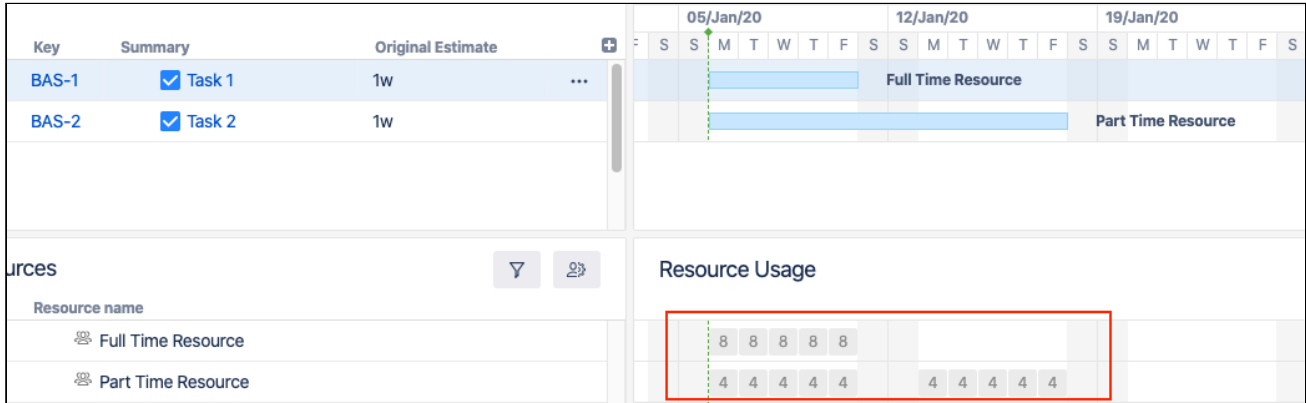 05/Jan/20 12/Jan/20 19/Jan/20
Key Summary Original Estimate F S S M T W T F S S M T W T F S S M T W T F S
BAS-1 Task 1 1w ••• Full Time Resource
BAS-2 Task 2 1w Part Time Resource
urces Resource Usage
Resource name
Full Time Resource 8 8 8 8 8
Part Time Resource 4 4 4 4 4 4 4 4 4 4